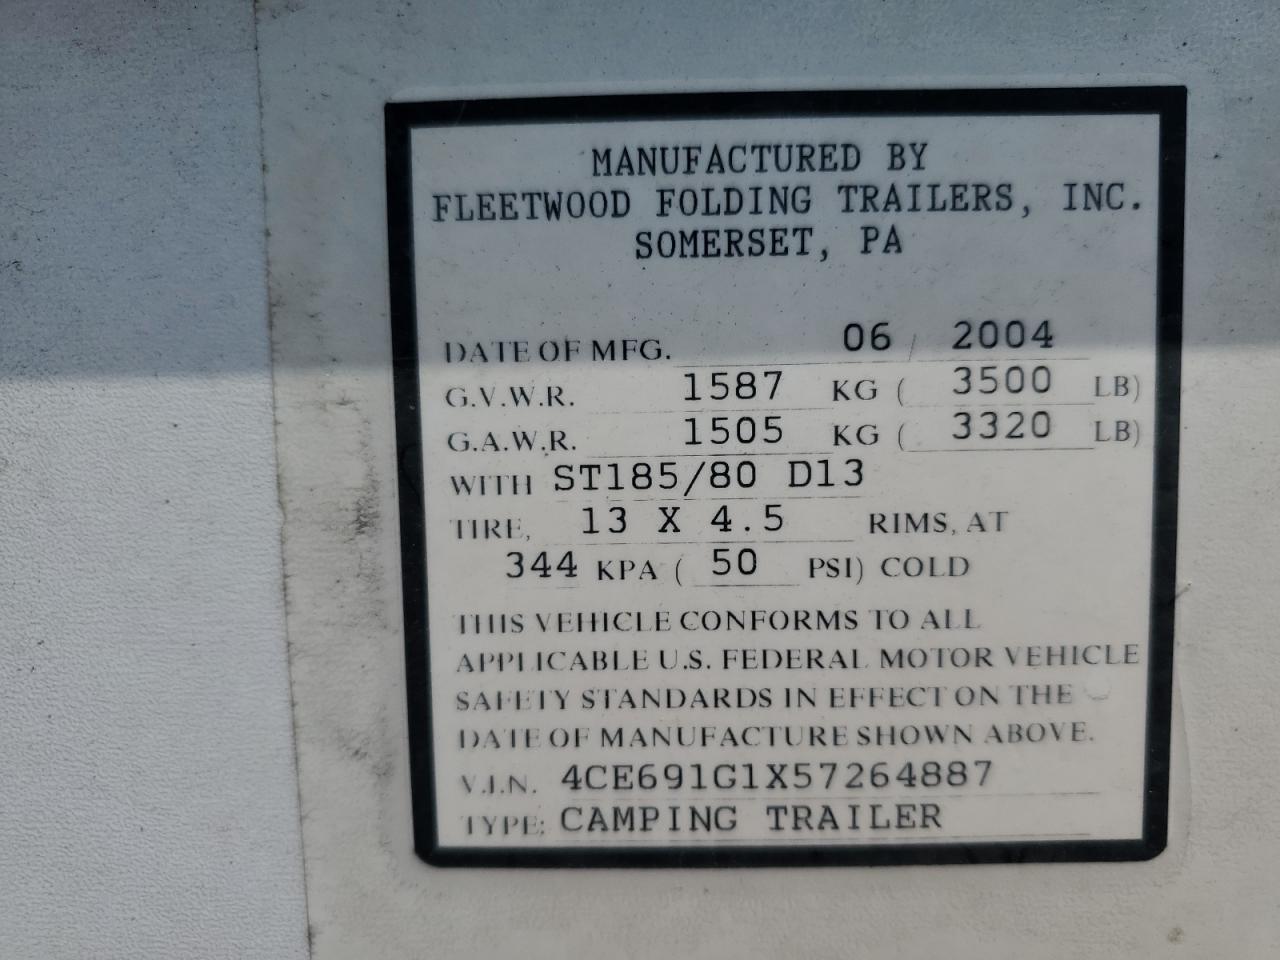 MANUFACTURED BY
FLEETWOOD FOLDING TRAILERS, INC.
SOMERSET, PA
DATE OF MFG. 06 / 2004
G.V.W.R. 1587 KG ( 3500 LB)
G.A.W.R. 1505 KG ( 3320 LB)
WITH ST185/80 D13
TIRE, 13 X 4.5 RIMS, AT
344 KPA ( 50 PSI) COLD
THIS VEHICLE CONFORMS TO ALL
APPLICABLE U.S. FEDERAL MOTOR VEHICLE
SAFETY STANDARDS IN EFFECT ON THE
DATE OF MANUFACTURE SHOWN ABOVE.
V.I.N. 4CE691G1X57264887
TYPE: CAMPING TRAILER